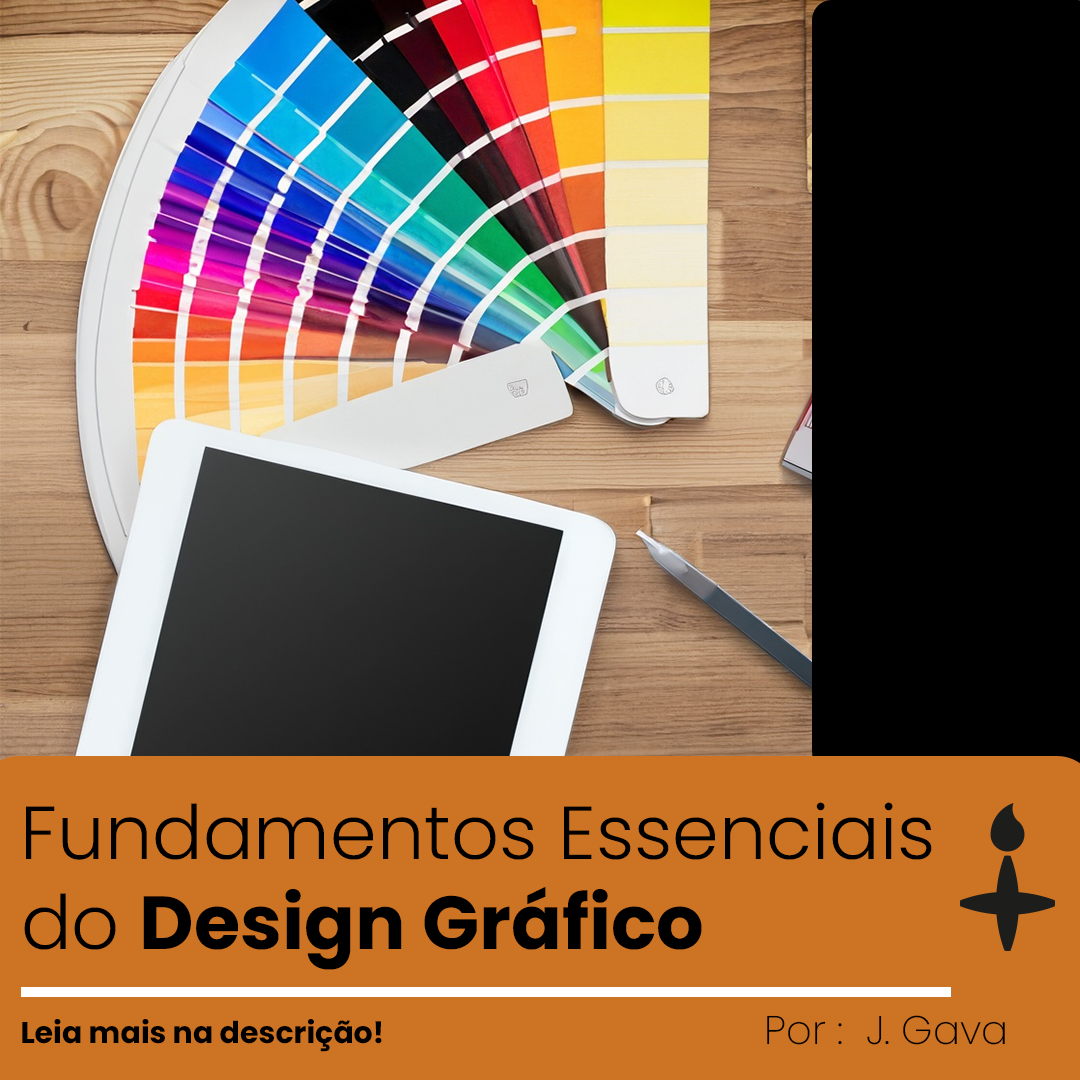 Fundamentos Essenciais
do Design Gráfico
Leia mais na descrição!
Por : J. Gava